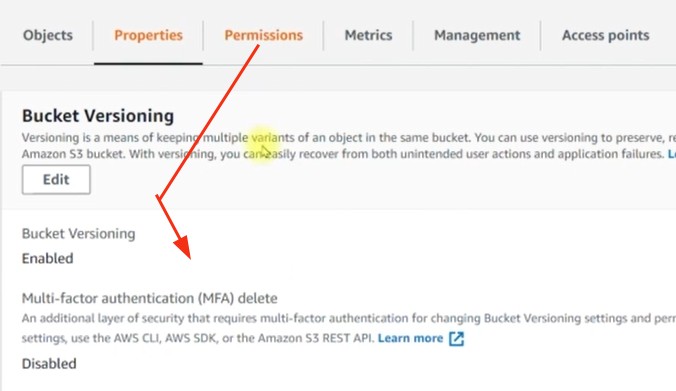 Objects Properties Permissions Metrics Management Access points
Bucket Versioning
Versioning is a means of keeping multiple variants of an object in the same bucket. You can use versioning to preserve,
Amazon S3 bucket. With versioning, you can easily recover from both unintended user actions and application failures.
Edit
Bucket Versioning
Enabled
Multi-factor authentication (MFA) delete
An additional layer of security that requires multi-factor authentication for changing Bucket Versioning settings and
settings, use the AWS CLI, AWS SDK, or the Amazon S3 REST API. Learn more
Disabled